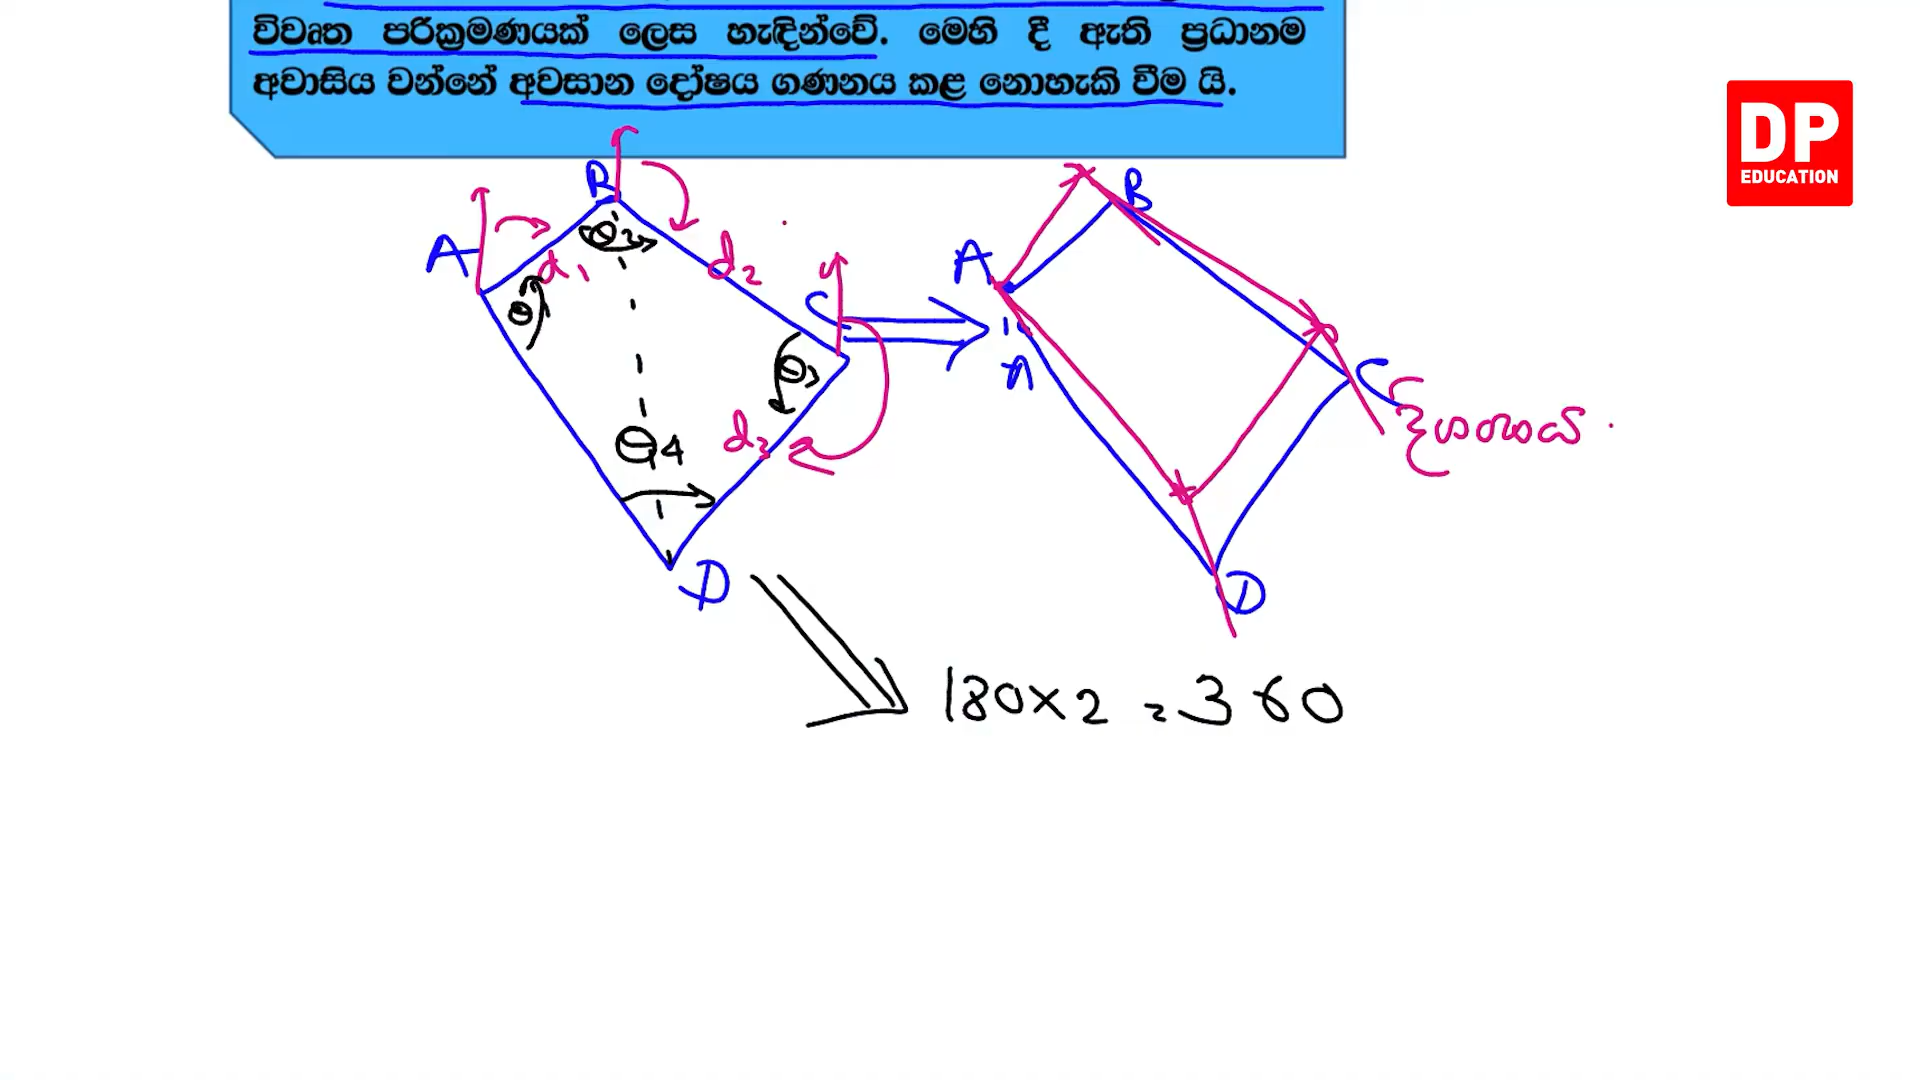 විවෘත පරික්‍රමණයක් ලෙස හැඳින්වේ. මෙහි දී ඇති ප්‍රධානම
අවාසිය වන්නේ අවසාන දෝෂය ගණනය කළ නොහැකි වීම යි.
DP
EDUCATION
B
A
θ2
d1
d2
θ
C
θ3
d3
θ4
D
B
A
A
C
D
180×2 = 360